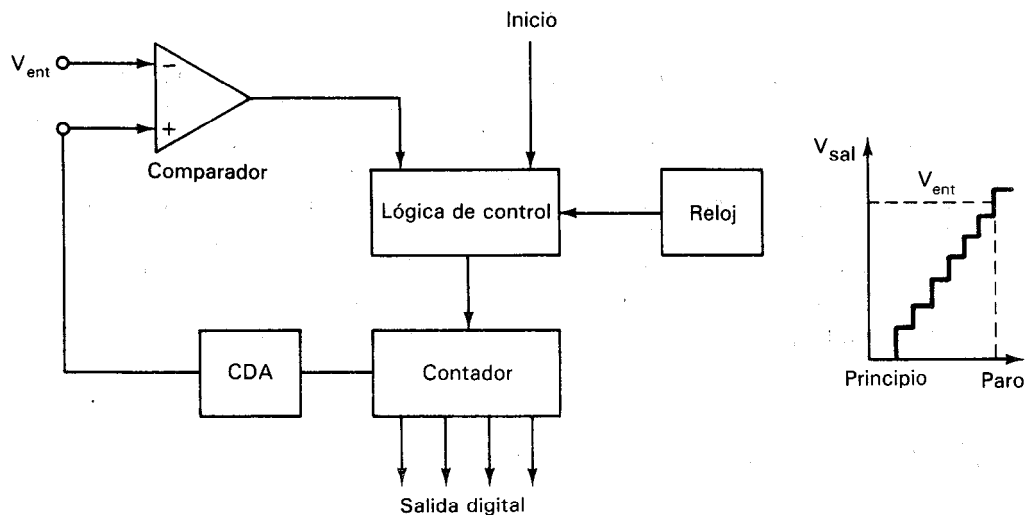 Inicio
V_ent
−
+
Comparador
Lógica de control
Reloj
CDA
Contador
Salida digital
V_sal
V_ent
Principio
Paro